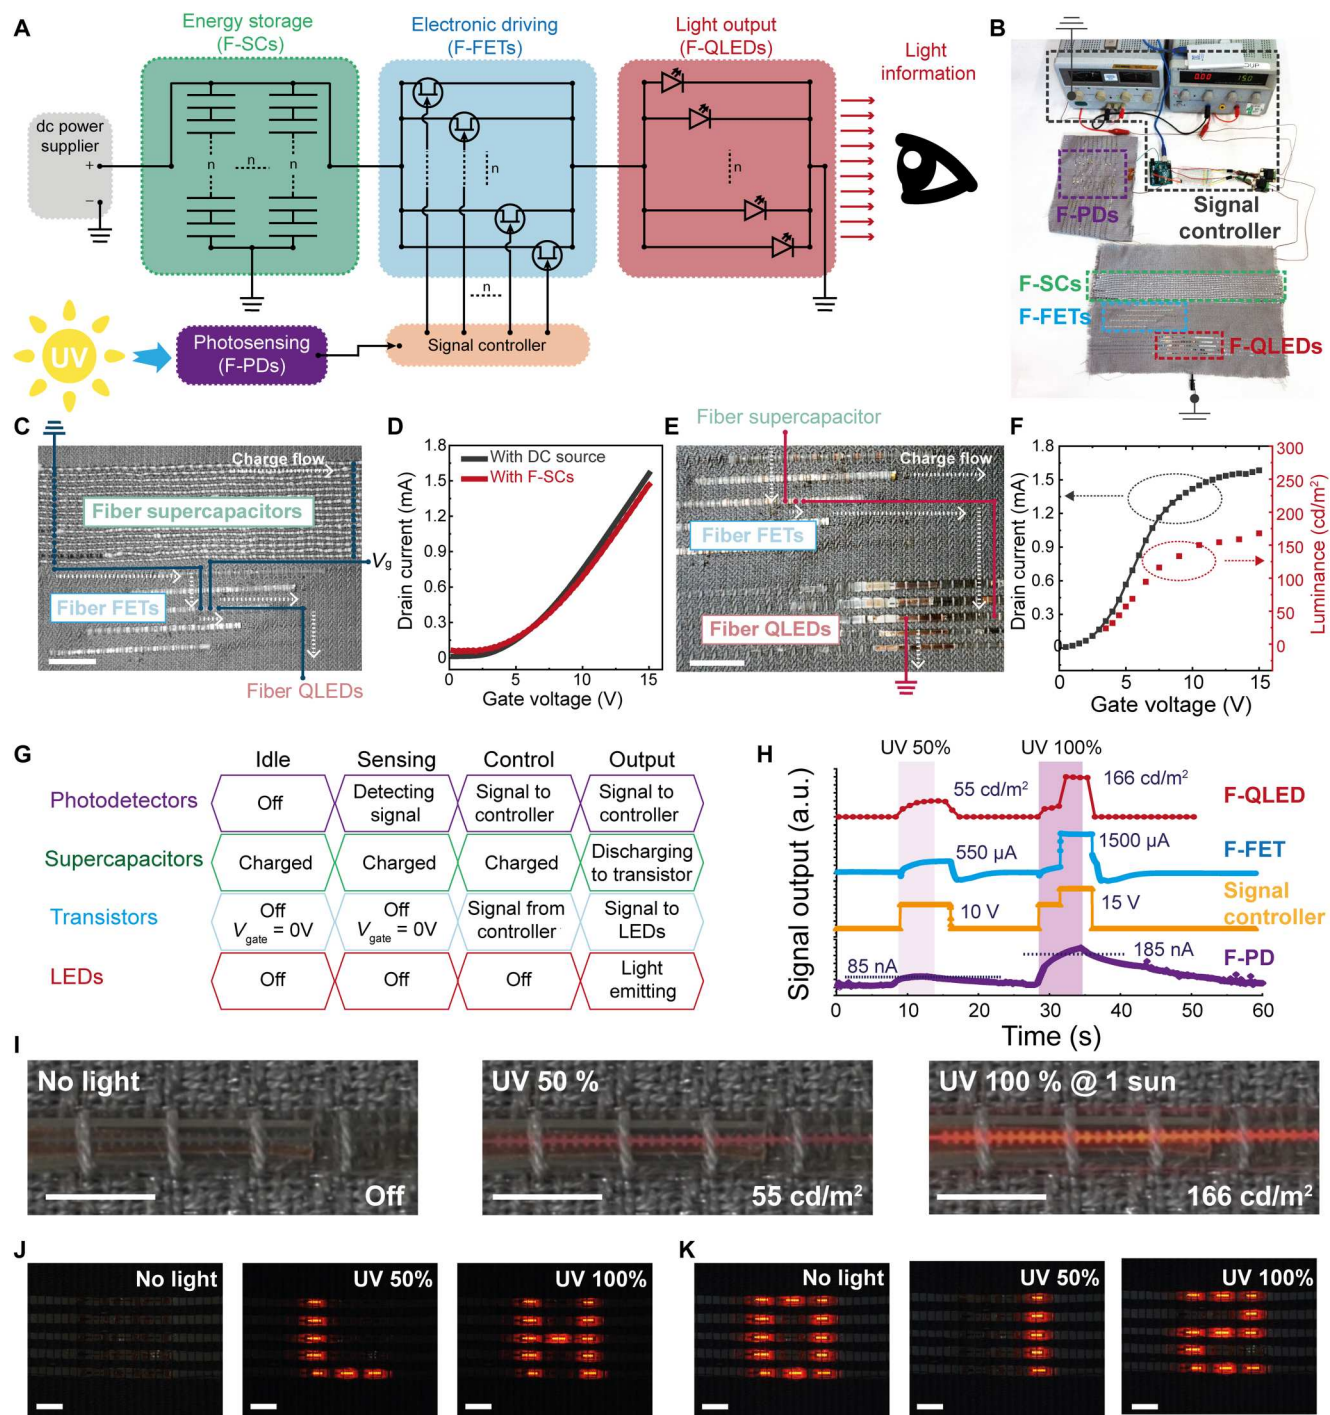 A
Energy storage
(F-SCs)
Electronic driving
(F-FETs)
Light output
(F-QLEDs)
Light
information
dc power
supplier
+
−
n
n
n
n
n
n
n
UV
Photosensing
(F-PDs)
Signal controller
B
F-PDs
Signal
controller
F-SCs
F-FETs
F-QLEDs
C
Charge flow
Fiber supercapacitors
Vg
Fiber FETs
Fiber QLEDs
D
With DC source
With F-SCs
Drain current (mA)
1.8
1.5
1.2
0.9
0.6
0.3
0
0 5 10 15
Gate voltage (V)
E
Fiber supercapacitor
Charge flow
Fiber FETs
Fiber QLEDs
F
Drain current (mA)
1.8
1.5
1.2
0.9
0.6
0.3
0
0 5 10 15
Gate voltage (V)
300
250
200
150
100
50
0
Luminance (cd/m²)
G
Idle Sensing Control Output
Photodetectors
Off
Detecting
signal
Signal to
controller
Signal to
controller
Supercapacitors
Charged
Charged
Charged
Discharging
to transistor
Transistors
Off
Vgate = 0V
Off
Vgate = 0V
Signal from
controller
Signal to
LEDs
LEDs
Off
Off
Off
Light
emitting
H
UV 50% UV 100%
Signal output (a.u.)
55 cd/m² 166 cd/m² F-QLED
550 µA 1500 µA F-FET
10 V 15 V Signal
controller
85 nA 185 nA F-PD
0 10 20 30 40 50 60
Time (s)
I
No light
Off
UV 50 %
55 cd/m²
UV 100 % @ 1 sun
166 cd/m²
J
No light
UV 50%
UV 100%
K
No light
UV 50%
UV 100%